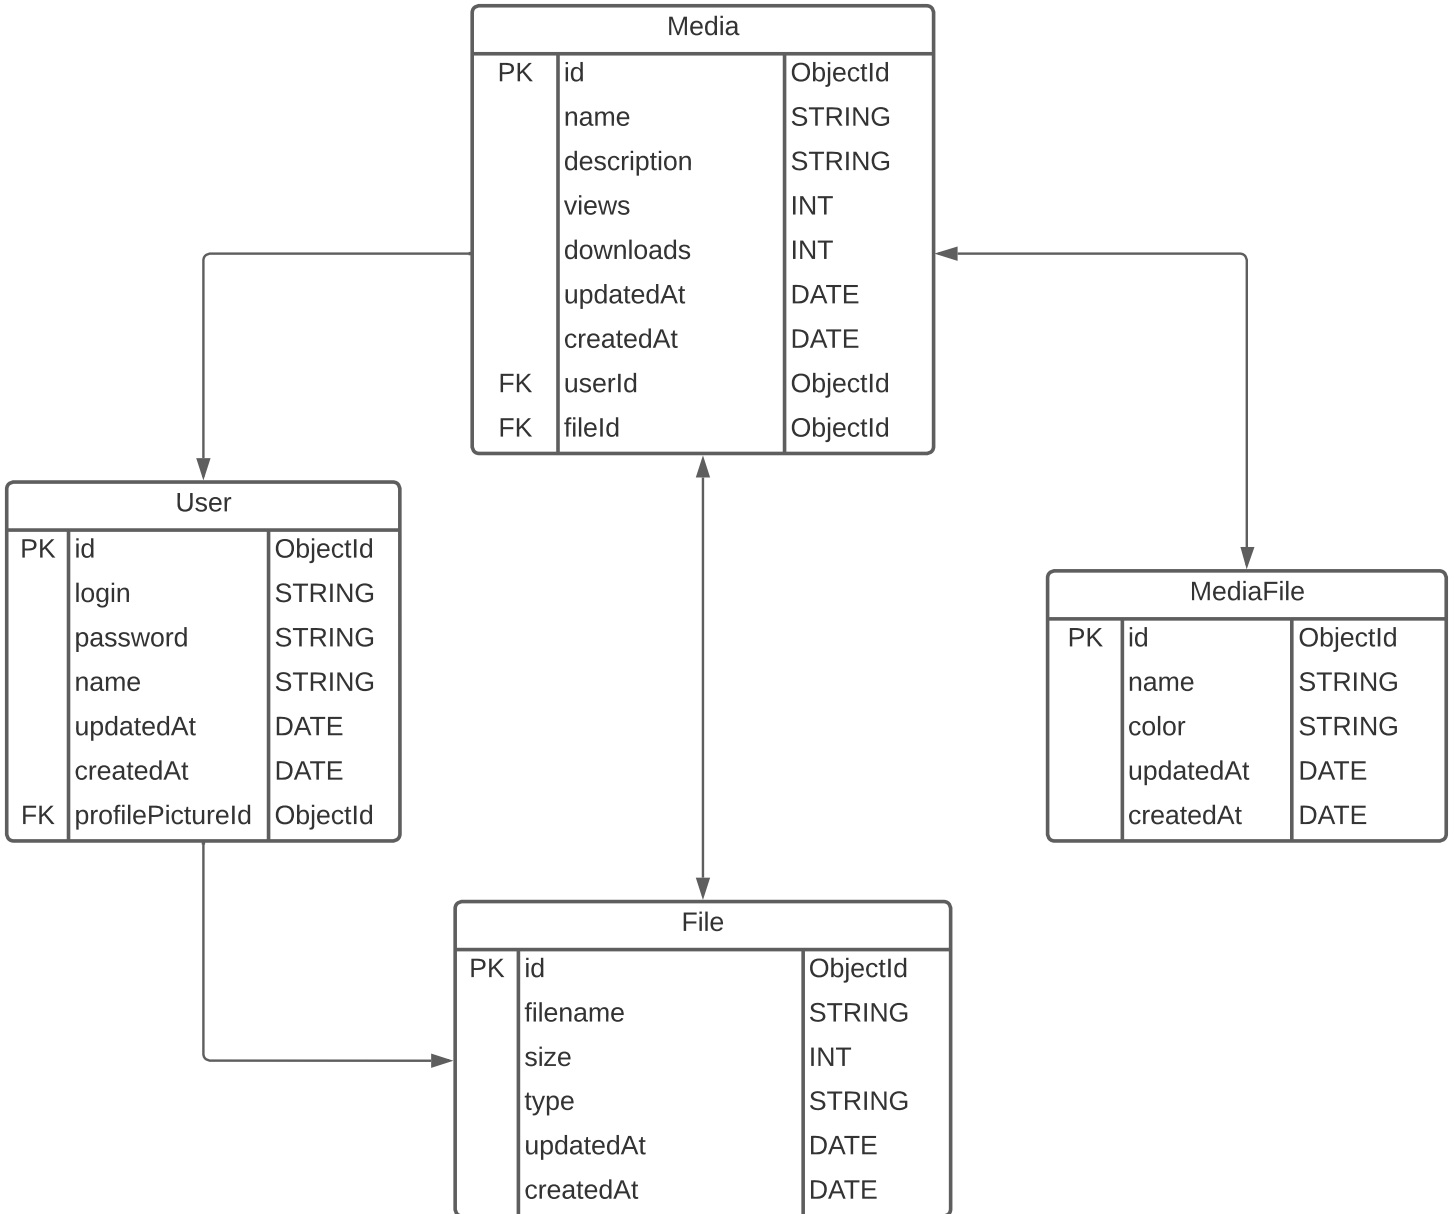 Media
PK id ObjectId
name STRING
description STRING
views INT
downloads INT
updatedAt DATE
createdAt DATE
FK userId ObjectId
FK fileId ObjectId
User
PK id ObjectId
login STRING
password STRING
name STRING
updatedAt DATE
createdAt DATE
FK profilePictureId ObjectId
MediaFile
PK id ObjectId
name STRING
color STRING
updatedAt DATE
createdAt DATE
File
PK id ObjectId
filename STRING
size INT
type STRING
updatedAt DATE
createdAt DATE